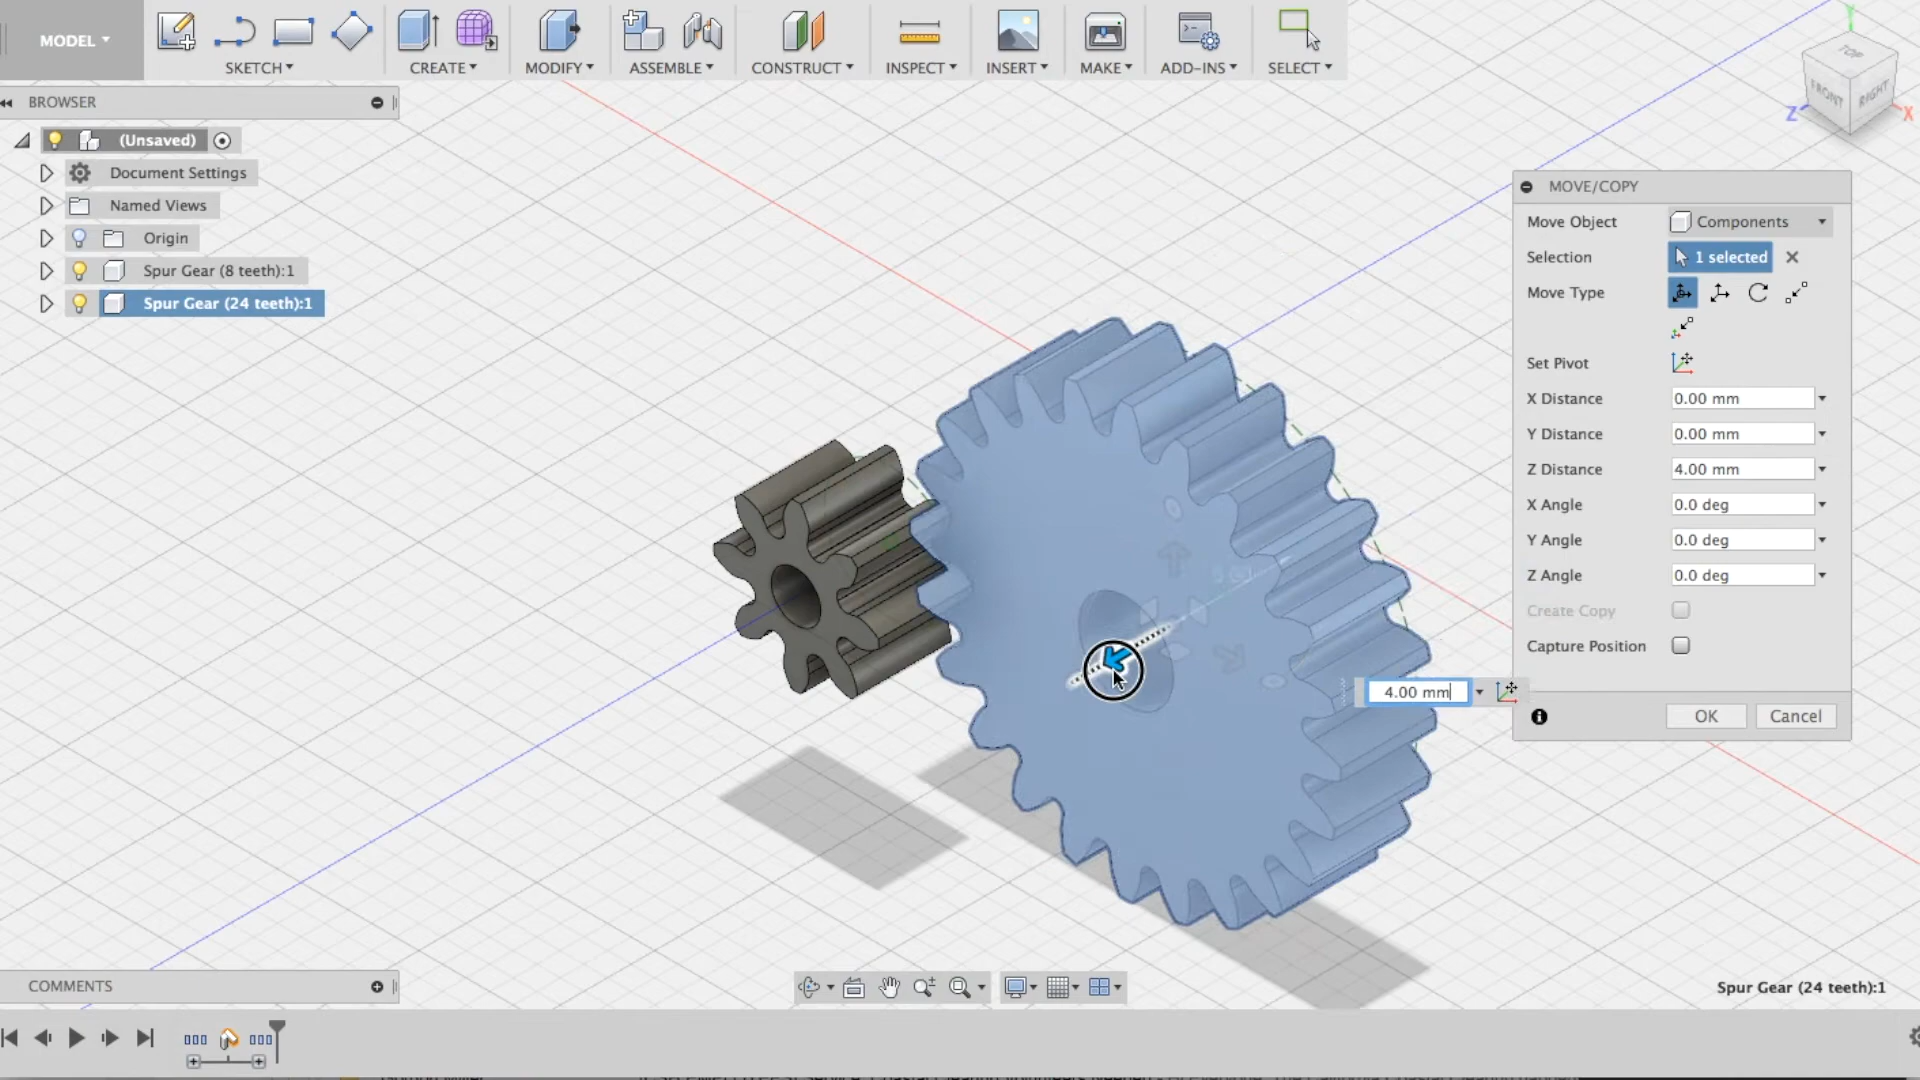 MODEL
SKETCH
CREATE
MODIFY
ASSEMBLE
CONSTRUCT
INSPECT
INSERT
MAKE
ADD-INS
SELECT
TOP
FRONT
RIGHT
Z
X
Y
BROWSER
(Unsaved)
Document Settings
Named Views
Origin
Spur Gear (8 teeth):1
Spur Gear (24 teeth):1
MOVE/COPY
Move Object
Components
Selection
1 selected
Move Type
Set Pivot
X Distance
0.00 mm
Y Distance
0.00 mm
Z Distance
4.00 mm
X Angle
0.0 deg
Y Angle
0.0 deg
Z Angle
0.0 deg
Create Copy
Capture Position
OK
Cancel
4.00 mm
COMMENTS
Spur Gear (24 teeth):1